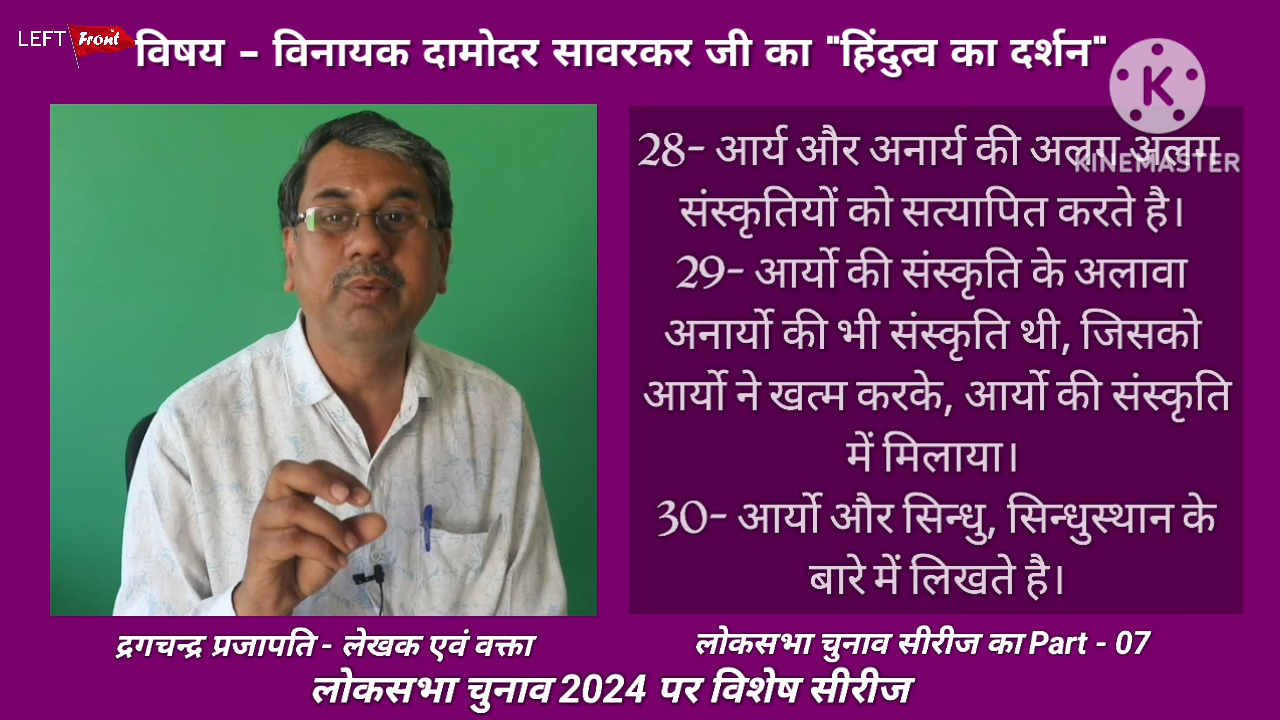 LEFT Front
विषय – विनायक दामोदर सावरकर जी का "हिंदुत्व का दर्शन"
K
KINEMASTER
28- आर्य और अनार्य की अलग अलग
संस्कृतियों को सत्यापित करते है।
29- आर्यो की संस्कृति के अलावा
अनार्यो की भी संस्कृति थी, जिसको
आर्यो ने खत्म करके, आर्यो की संस्कृति
में मिलाया।
30- आर्यो और सिन्धु, सिन्धुस्थान के
बारे में लिखते है।
द्रगचन्द्र प्रजापति - लेखक एवं वक्ता
लोकसभा चुनाव सीरीज का Part - 07
लोकसभा चुनाव 2024 पर विशेष सीरीज